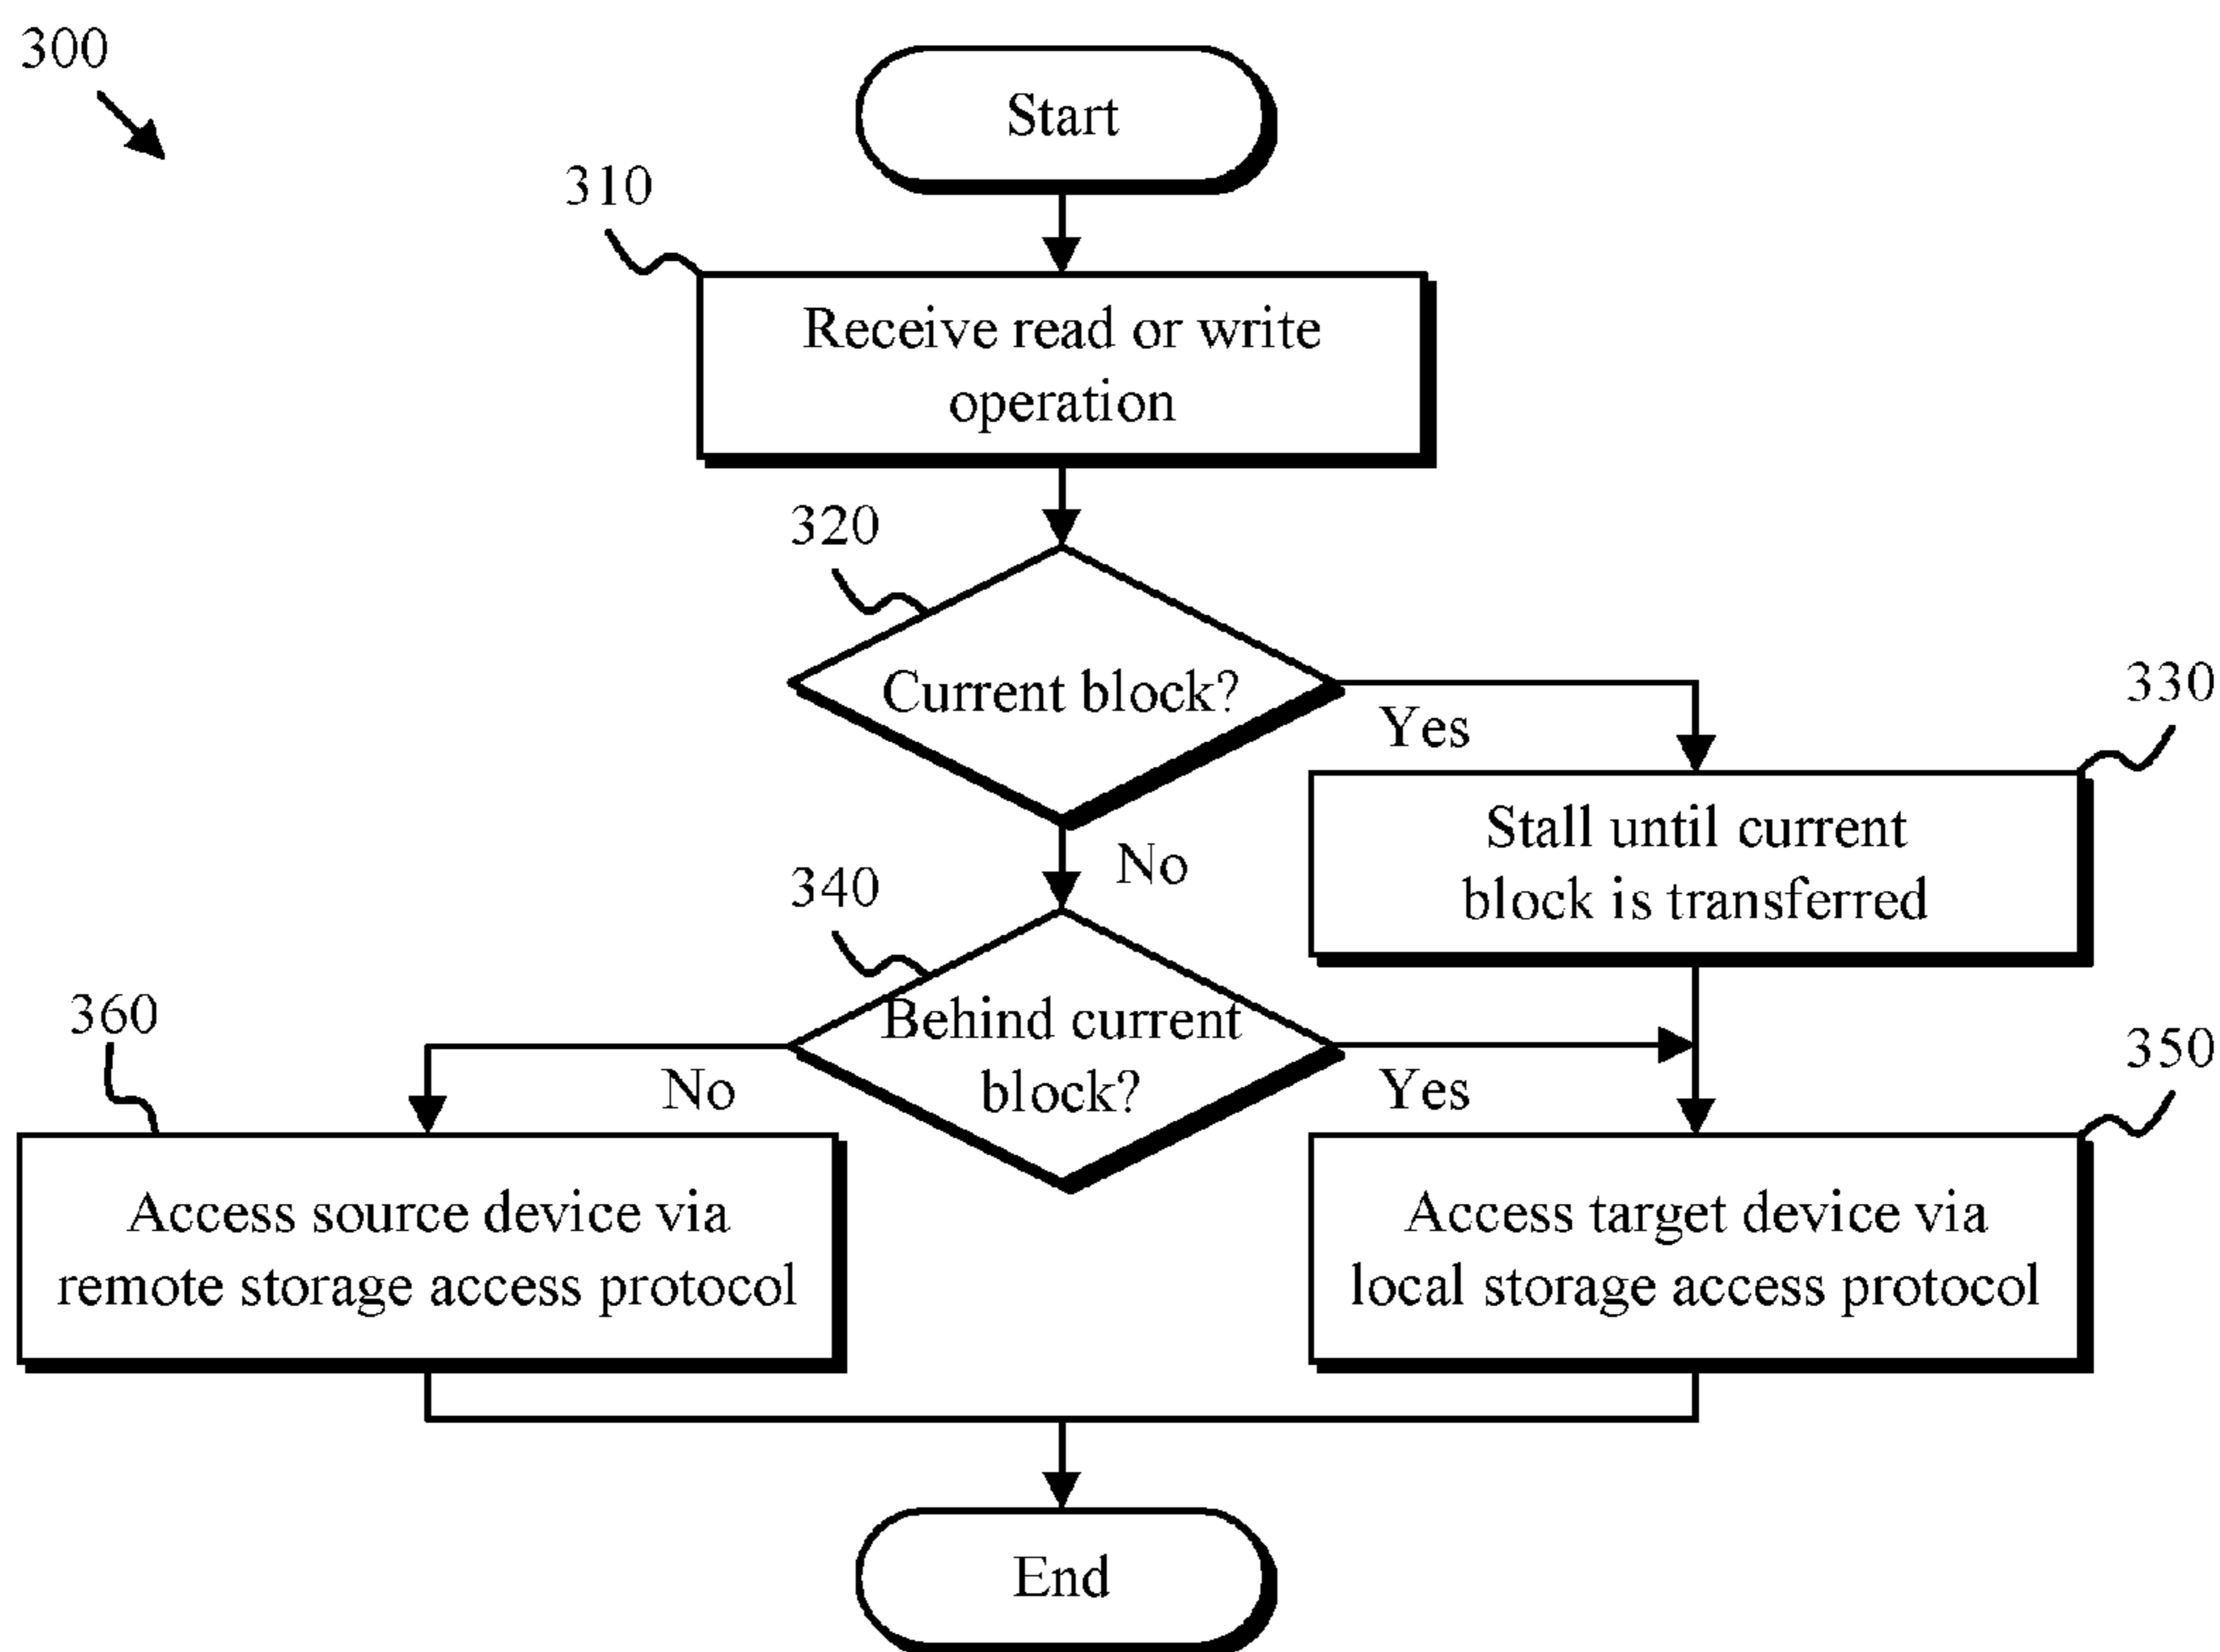 300
Start
310
Receive read or write
operation
320
Current block?
Yes
330
Stall until current
block is transferred
No
340
Behind current
block?
360
No
Yes
350
Access source device via
remote storage access protocol
Access target device via
local storage access protocol
End